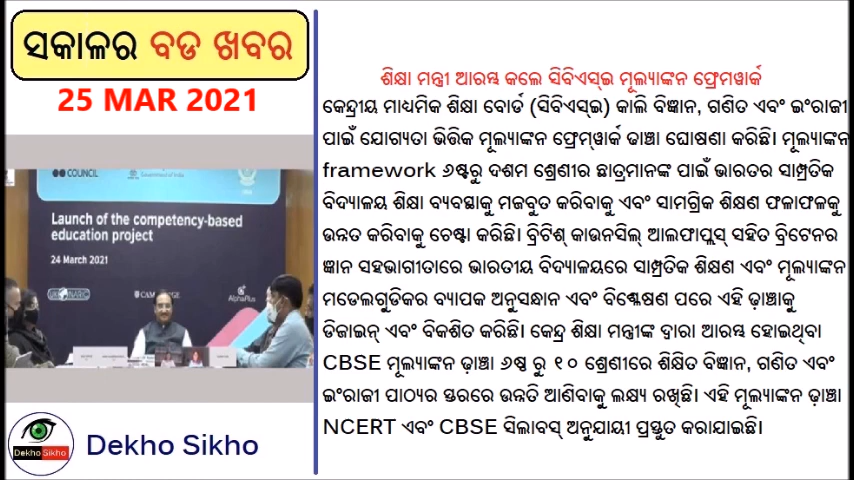 ସକାଳର ବଡ ଖବର
25 MAR 2021
COUNCIL
Government of India
Launch of the competency-based
education project
24 March 2021
AlphaPlus
Dekho Sikho
Dekho Sikho
ଶିକ୍ଷା ମନ୍ତ୍ରୀ ଆରମ୍ଭ କଲେ ସିବିଏସ୍ଇ ମୂଲ୍ୟାଙ୍କନ ଫ୍ରେମୱାର୍କ
କେନ୍ଦ୍ରୀୟ ମାଧ୍ୟମିକ ଶିକ୍ଷା ବୋର୍ଡ (ସିବିଏସ୍ଇ) କାଲି ବିଜ୍ଞାନ, ଗଣିତ ଏବଂ ଇଂରାଜୀ
ପାଇଁ ଯୋଗ୍ୟତା ଭିତିକ ମୂଲ୍ୟାଙ୍କନ ଫ୍ରେମ୍ୱାର୍କ ଢାଞ୍ଚା ଘୋଷଣା କରିଛି। ମୂଲ୍ୟାଙ୍କନ
framework ୬ଷ୍ଟରୁ ଦଶମ ଶ୍ରେଣୀର ଛାତ୍ରମାନଙ୍କ ପାଇଁ ଭାରତର ସାମ୍ପ୍ରତିକ
ବିଦ୍ୟାଳୟ ଶିକ୍ଷା ବ୍ୟବସ୍ଥାକୁ ମଜବୁତ କରିବାକୁ ଏବଂ ସାମଗ୍ରିକ ଶିକ୍ଷଣ ଫଳାଫଳକୁ
ଉନ୍ନତ କରିବାକୁ ଚେଷ୍ଟା କରିଛି। ବ୍ରିଟିଶ୍ କାଉନସିଲ୍ ଆଲଫାପ୍ଲସ୍ ସହିତ ବ୍ରିଟେନର
ଜ୍ଞାନ ସହଭାଗୀତାରେ ଭାରତୀୟ ବିଦ୍ୟାଳୟରେ ସାମ୍ପ୍ରତିକ ଶିକ୍ଷଣ ଏବଂ ମୂଲ୍ୟାଙ୍କନ
ମଡେଲଗୁଡିକର ବ୍ୟାପକ ଅନୁସନ୍ଧାନ ଏବଂ ବିଶ୍ଳେଷଣ ପରେ ଏହି ଢ଼ାଞ୍ଚାକୁ
ଡିଜାଇନ୍ ଏବଂ ବିକଶିତ କରିଛି। କେନ୍ଦ୍ର ଶିକ୍ଷା ମନ୍ତ୍ରୀଙ୍କ ଦ୍ୱାରା ଆରମ୍ଭ ହୋଇଥିବା
CBSE ମୂଲ୍ୟାଙ୍କନ ଢ଼ାଞ୍ଚା ୬ଷ୍ଠ ରୁ ୧୦ ଶ୍ରେଣୀରେ ଶିକ୍ଷିତ ବିଜ୍ଞାନ, ଗଣିତ ଏବଂ
ଇଂରାଜୀ ପାଠ୍ୟର ସ୍ତରରେ ଉନ୍ନତି ଆଣିବାକୁ ଲକ୍ଷ୍ୟ ରଖିଛି। ଏହି ମୂଲ୍ୟାଙ୍କନ ଢ଼ାଞ୍ଚା
NCERT ଏବଂ CBSE ସିଲାବସ୍ ଅନୁଯାୟୀ ପ୍ରସ୍ତୁତ କରାଯାଇଛି।